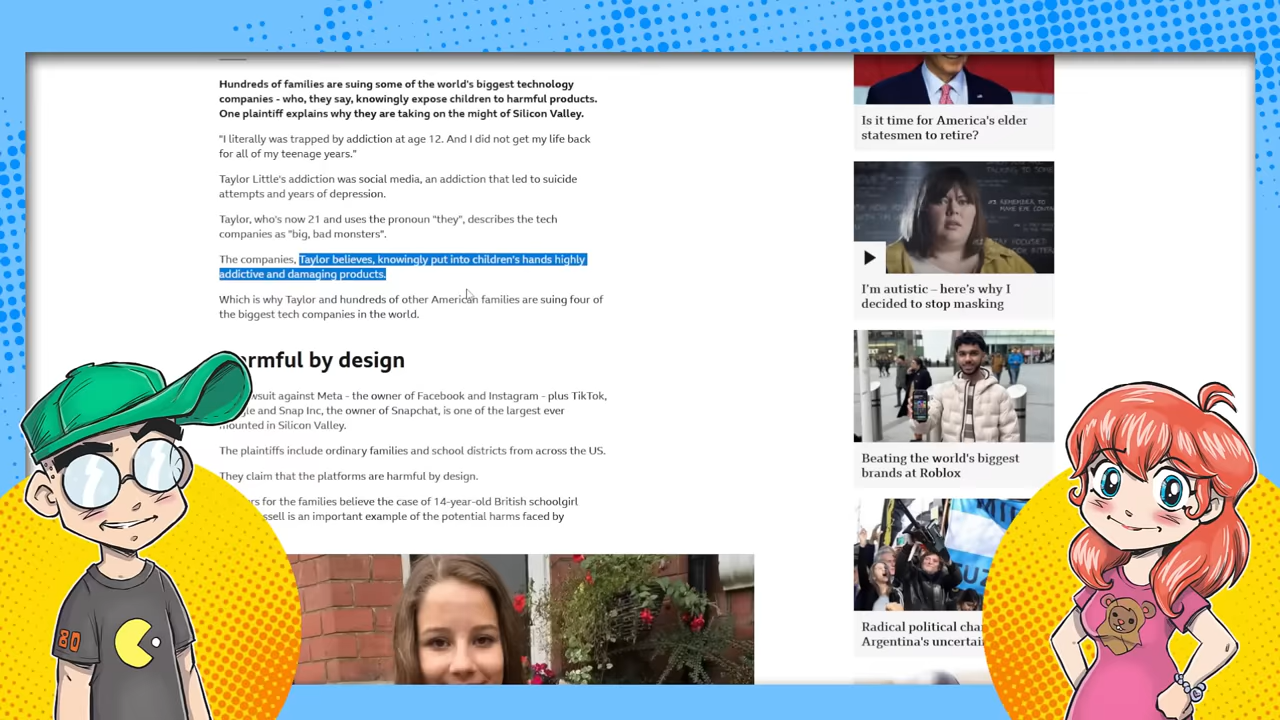 Hundreds of families are suing some of the world's biggest technology
companies - who, they say, knowingly expose children to harmful products.
One plaintiff explains why they are taking on the might of Silicon Valley.
"I literally was trapped by addiction at age 12. And I did not get my life back
for all of my teenage years."
Taylor Little's addiction was social media, an addiction that led to suicide
attempts and years of depression.
Taylor, who's now 21 and uses the pronoun "they", describes the tech
companies as "big, bad monsters".
The companies, Taylor believes, knowingly put into children's hands highly
addictive and damaging products.
Which is why Taylor and hundreds of other American families are suing four of
the biggest tech companies in the world.
armful by design
wsuit against Meta - the owner of Facebook and Instagram - plus TikTok,
gle and Snap Inc, the owner of Snapchat, is one of the largest ever
mounted in Silicon Valley.
The plaintiffs include ordinary families and school districts from across the US.
They claim that the platforms are harmful by design.
rs for the families believe the case of 14-year-old British schoolgirl
ssell is an important example of the potential harms faced by
Is it time for America's elder
statesmen to retire?
I'm autistic – here's why I
decided to stop masking
Beating the world's biggest
brands at Roblox
Radical political cha
Argentina's uncertai
80